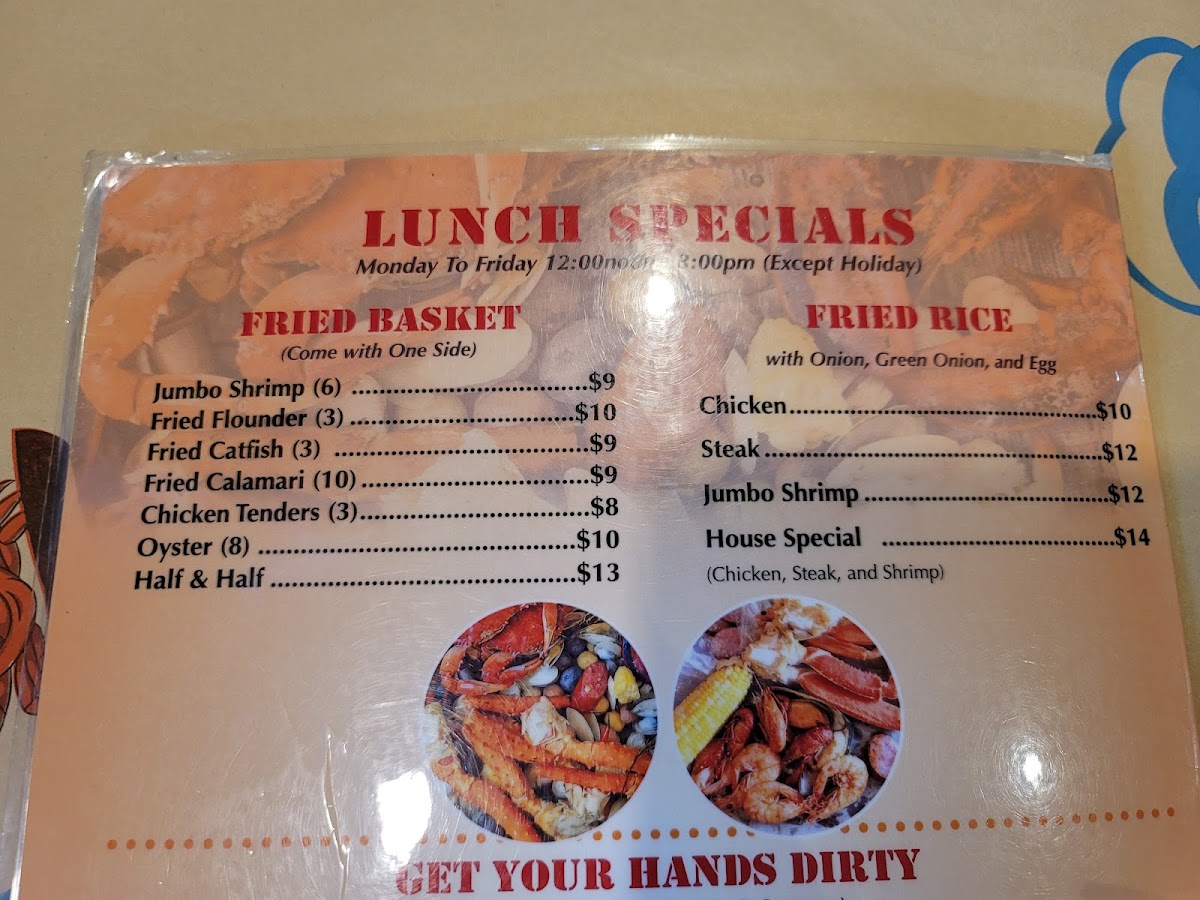 LUNCH SPECIALS
Monday To Friday 12:00noon 3:00pm (Except Holiday)
FRIED BASKET
(Come with One Side)
Jumbo Shrimp (6) ........................................$9
Fried Flounder (3) ........................................$10
Fried Catfish (3) ........................................$9
Fried Calamari (10) ........................................$9
Chicken Tenders (3)........................................$8
Oyster (8) ........................................$10
Half & Half ........................................$13
FRIED RICE
with Onion, Green Onion, and Egg
Chicken........................................$10
Steak........................................$12
Jumbo Shrimp........................................$12
House Special ........................................$14
(Chicken, Steak, and Shrimp)
GET YOUR HANDS DIRTY